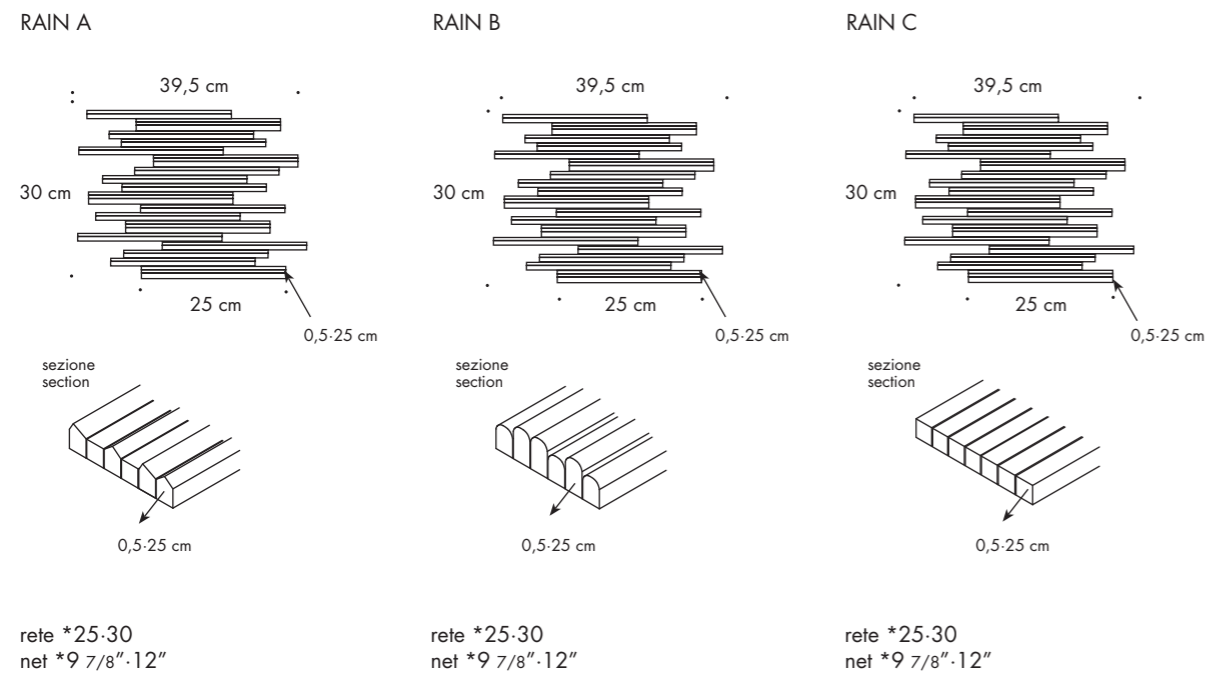 RAIN A
39,5 cm
30 cm
25 cm
0,5·25 cm
sezione
section
0,5·25 cm
rete *25·30
net *9 7/8”·12”
RAIN B
39,5 cm
30 cm
25 cm
0,5·25 cm
sezione
section
0,5·25 cm
rete *25·30
net *9 7/8”·12”
RAIN C
39,5 cm
30 cm
25 cm
0,5·25 cm
sezione
section
0,5·25 cm
rete *25·30
net *9 7/8”·12”